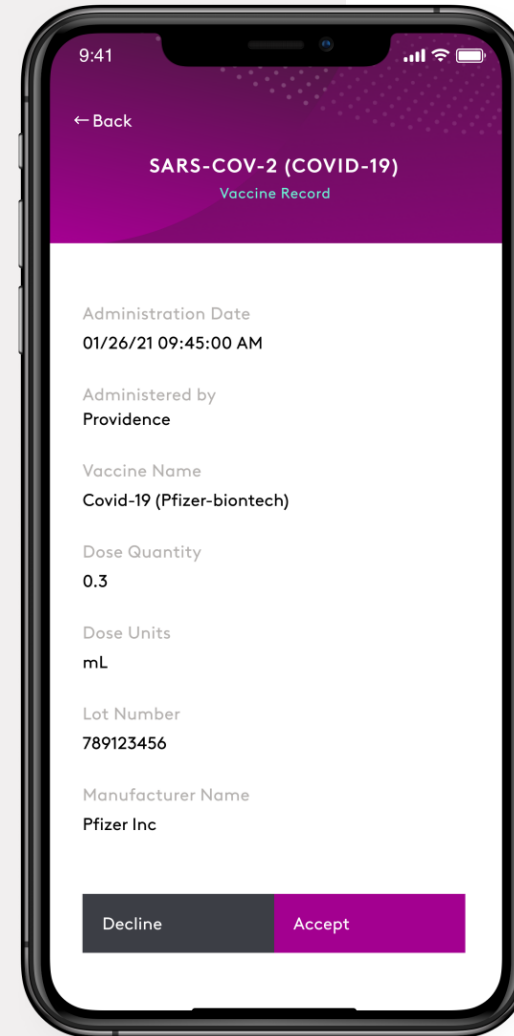 9:41
←Back
SARS-COV-2 (COVID-19)
Vaccine Record
Administration Date
01/26/21 09:45:00 AM
Administered by
Providence
Vaccine Name
Covid-19 (Pfizer-biontech)
Dose Quantity
0.3
Dose Units
mL
Lot Number
789123456
Manufacturer Name
Pfizer Inc
Decline Accept